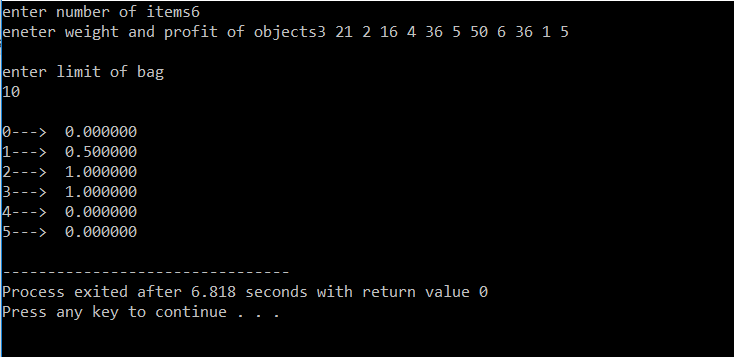 enter number of items6
eneter weight and profit of objects3 21 2 16 4 36 5 50 6 36 1 5
enter limit of bag
10
0---> 0.000000
1---> 0.500000
2---> 1.000000
3---> 1.000000
4---> 0.000000
5---> 0.000000
--------------------------------
Process exited after 6.818 seconds with return value 0
Press any key to continue . . .